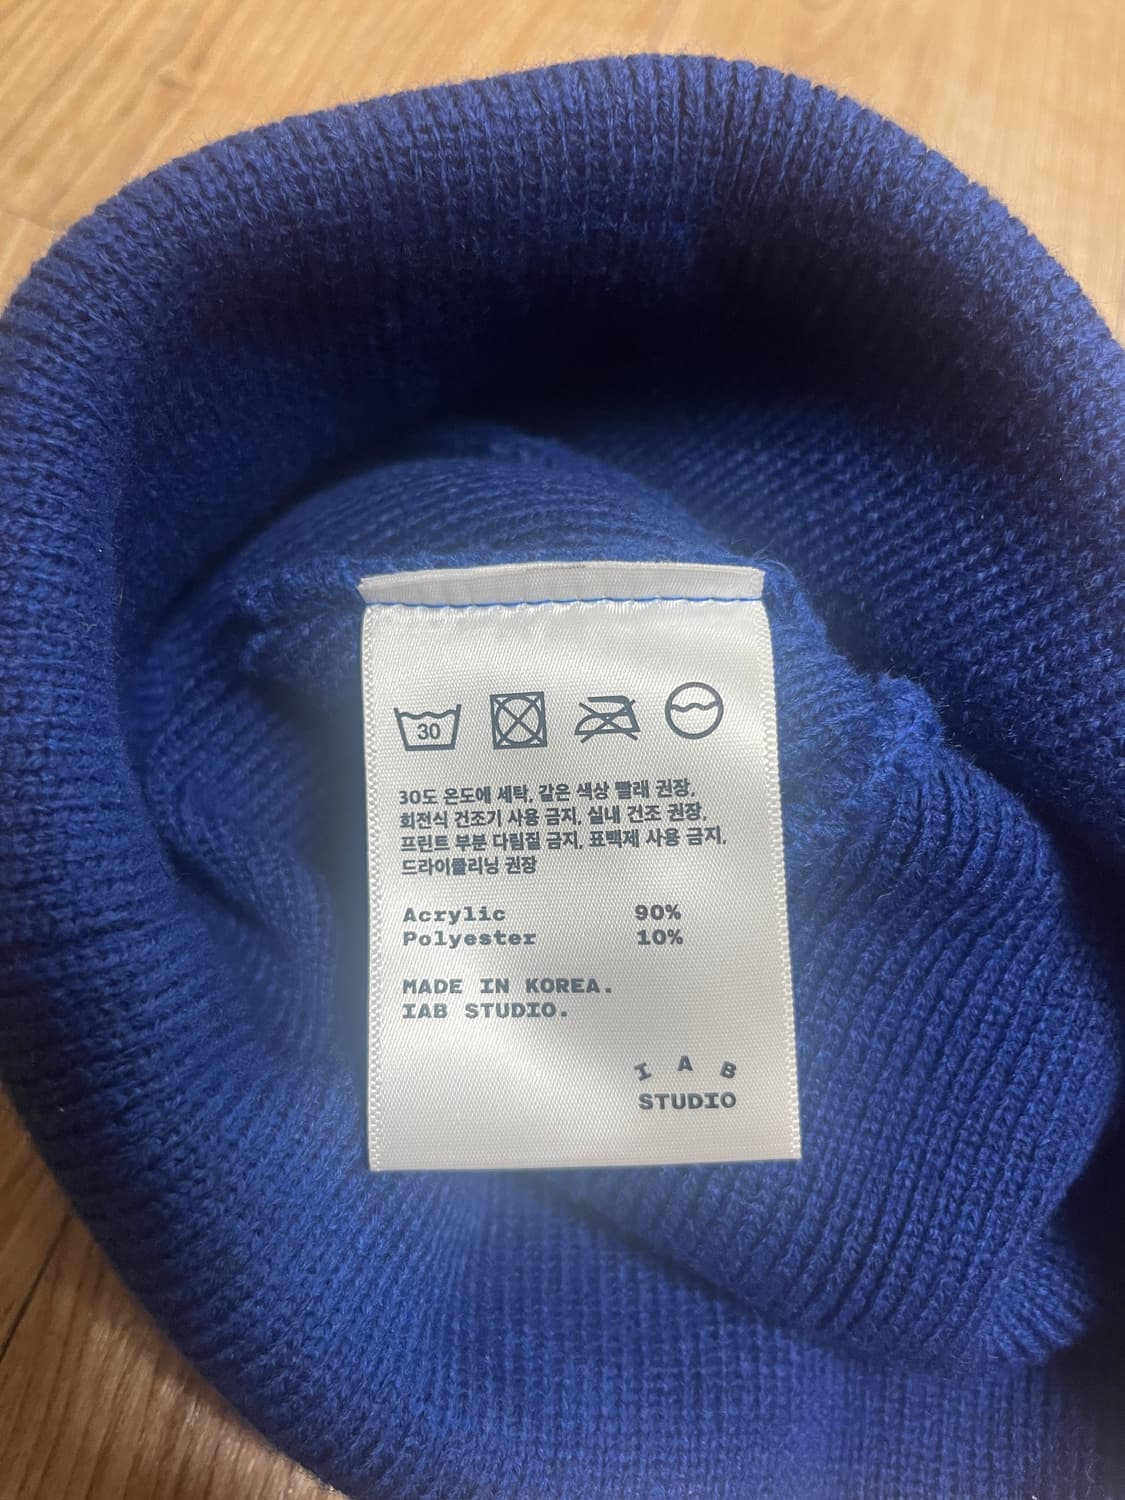 30
30도 온도에 세탁, 같은 색상 빨래 권장,
회전식 건조기 사용 금지, 실내 건조 권장,
프린트 부분 다림질 금지, 표백제 사용 금지,
드라이클리닝 권장
Acrylic 90%
Polyester 10%
MADE IN KOREA.
IAB STUDIO.
I A B
STUDIO